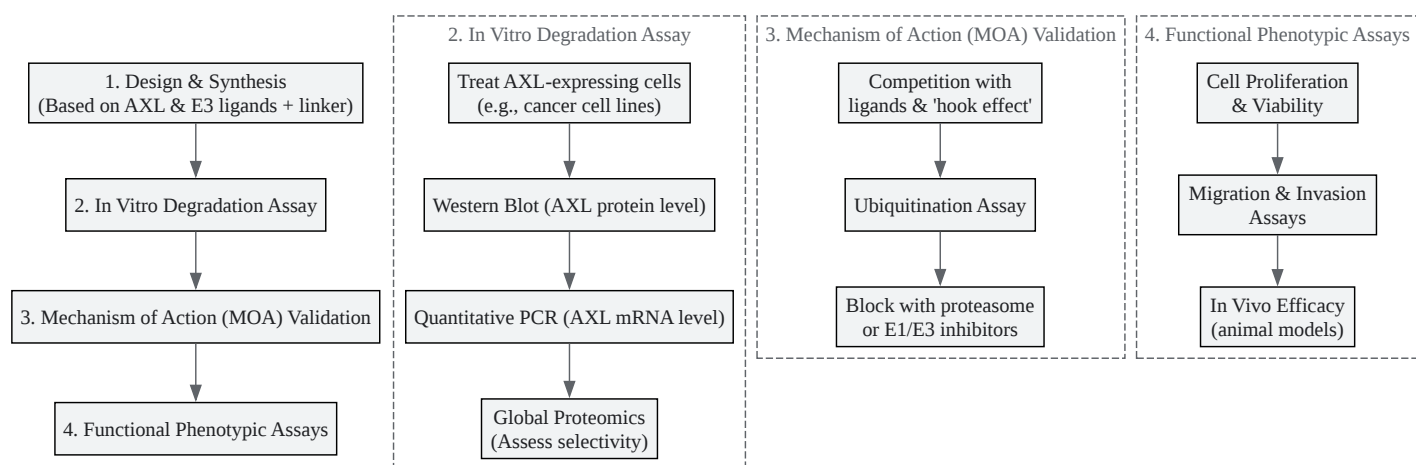 1. Design & Synthesis
(Based on AXL & E3 ligands + linker)
2. In Vitro Degradation Assay
3. Mechanism of Action (MOA) Validation
4. Functional Phenotypic Assays
2. In Vitro Degradation Assay
Treat AXL-expressing cells
(e.g., cancer cell lines)
Western Blot (AXL protein level)
Quantitative PCR (AXL mRNA level)
Global Proteomics
(Assess selectivity)
3. Mechanism of Action (MOA) Validation
Competition with
ligands & 'hook effect'
Ubiquitination Assay
Block with proteasome
or E1/E3 inhibitors
4. Functional Phenotypic Assays
Cell Proliferation
& Viability
Migration & Invasion
Assays
In Vivo Efficacy
(animal models)